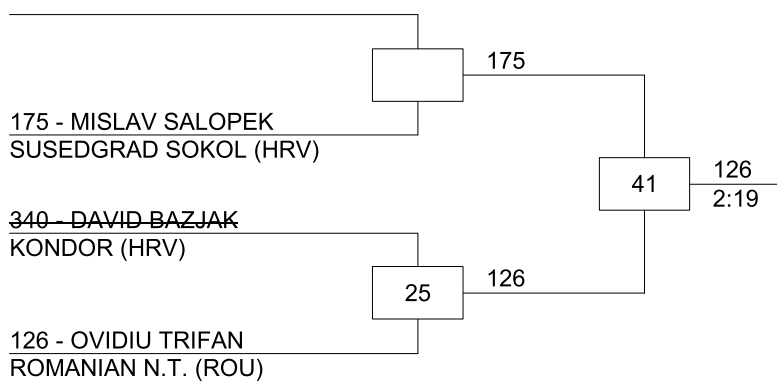 175
175 - MISLAV SALOPEK
SUSEDGRAD SOKOL (HRV)
41
126
2:19
340 - DAVID BAZJAK
KONDOR (HRV)
25
126
126 - OVIDIU TRIFAN
ROMANIAN N.T. (ROU)